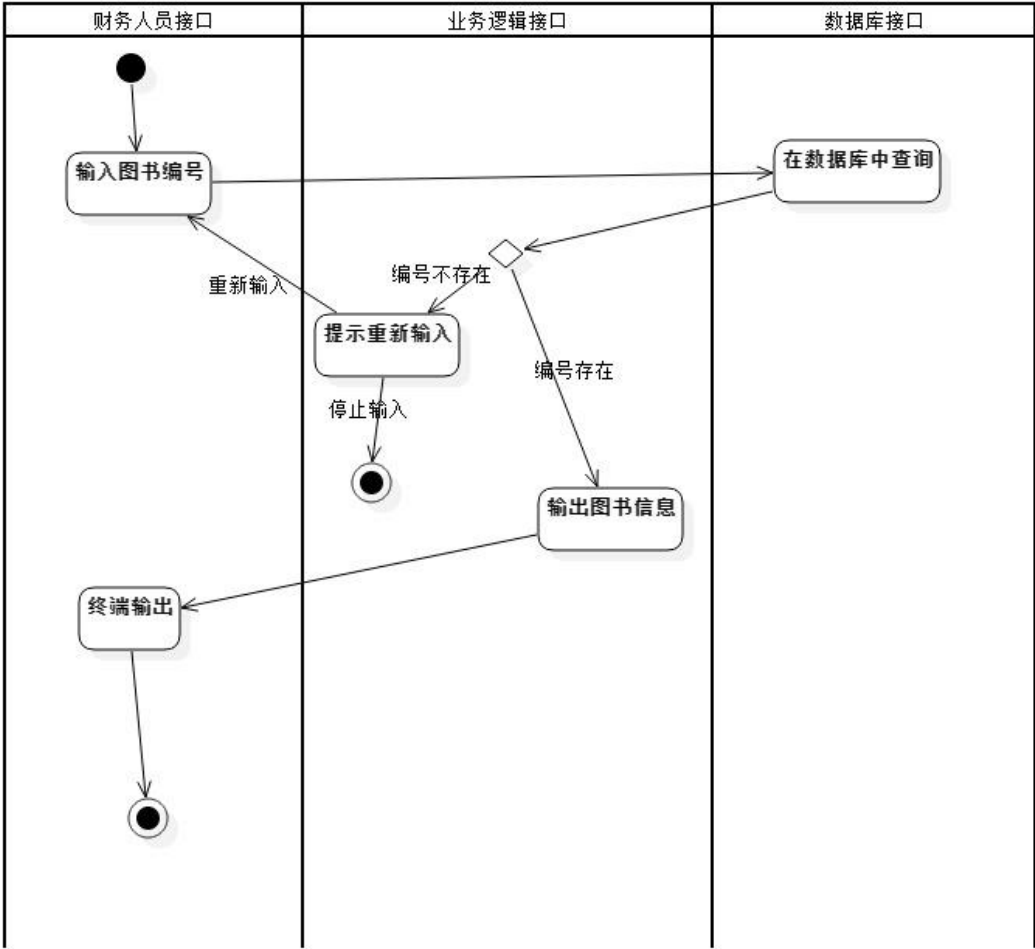 财务人员接口
业务逻辑接口
数据库接口
输入图书编号
在数据库中查询
重新输入
编号不存在
提示重新输入
编号存在
停止输入
输出图书信息
终端输出